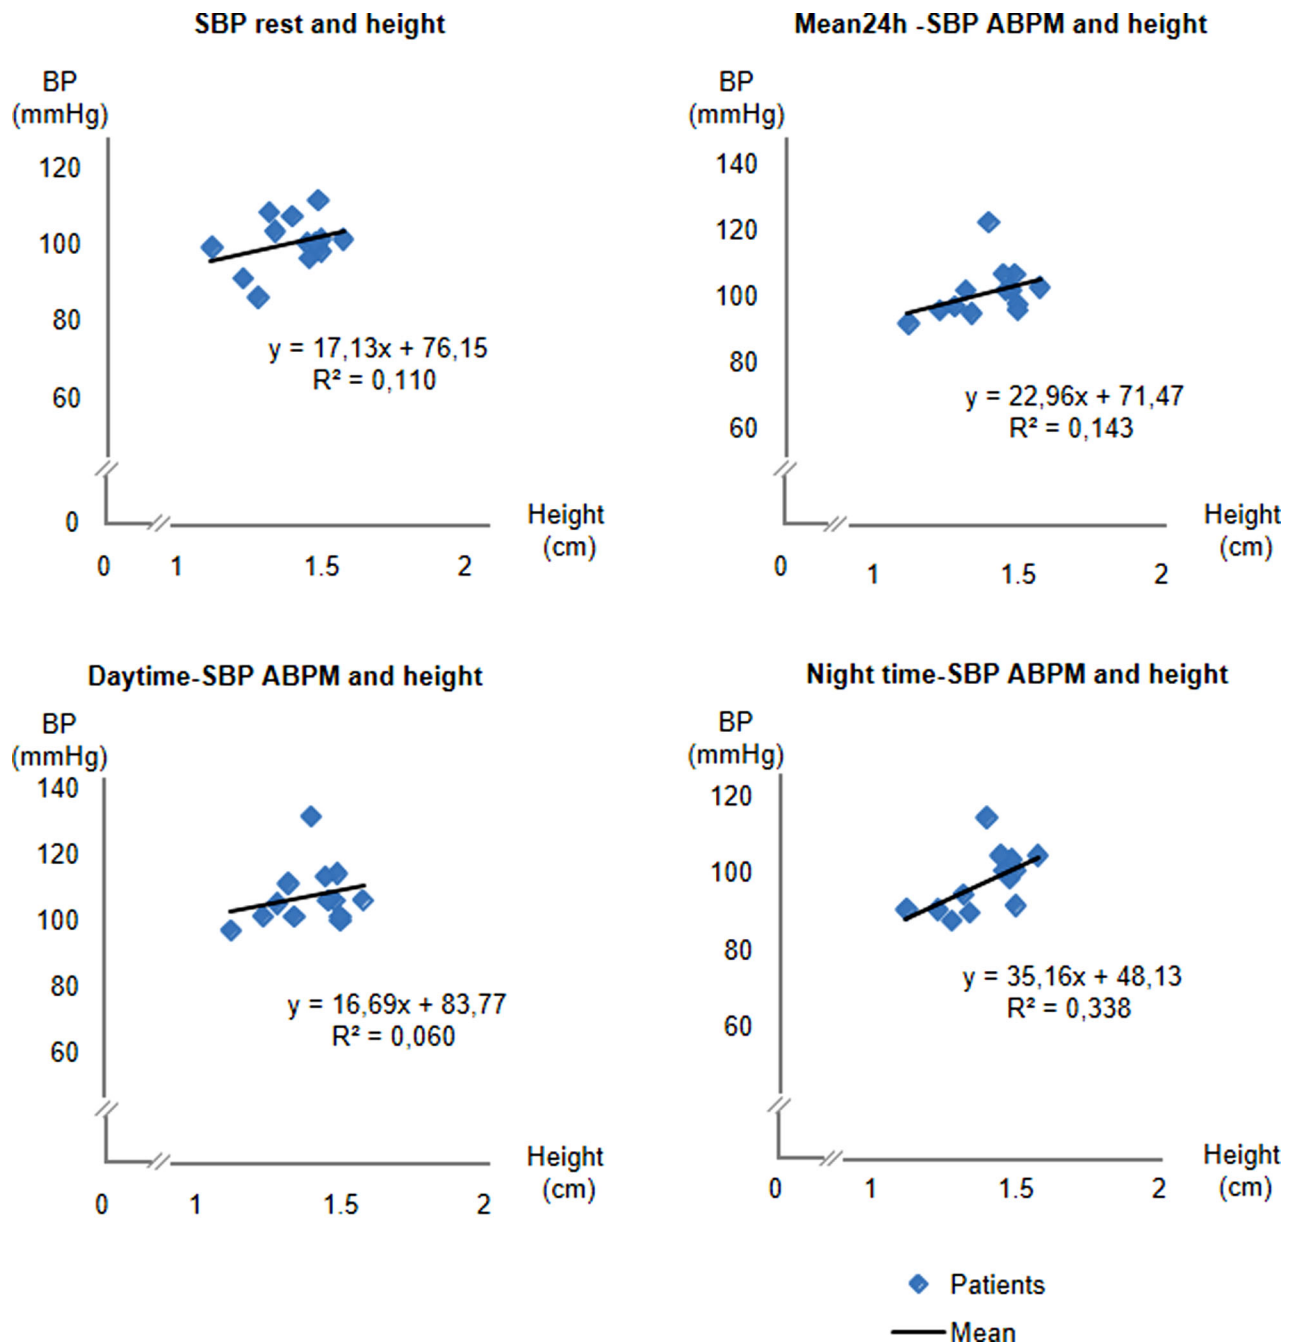 SBP rest and height
BP
(mmHg)
120
100
80
60
0
y = 17,13x + 76,15
R² = 0,110
Height
(cm)
0 1 1.5 2
Mean24h -SBP ABPM and height
BP
(mmHg)
140
120
100
80
60
y = 22,96x + 71,47
R² = 0,143
Height
(cm)
0 1 1.5 2
Daytime-SBP ABPM and height
BP
(mmHg)
140
120
100
80
60
y = 16,69x + 83,77
R² = 0,060
Height
(cm)
0 1 1.5 2
Night time-SBP ABPM and height
BP
(mmHg)
120
100
80
60
y = 35,16x + 48,13
R² = 0,338
Height
(cm)
0 1 1.5 2
Patients
Mean